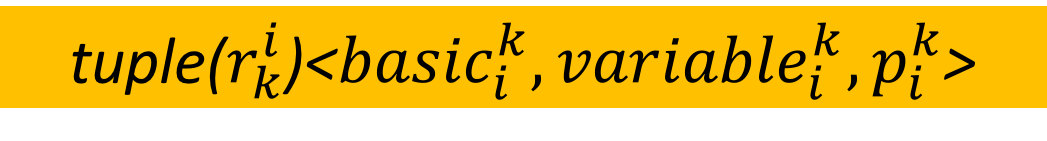 tuple(r_k^i)<basic_i^k, variable_i^k, p_i^k>